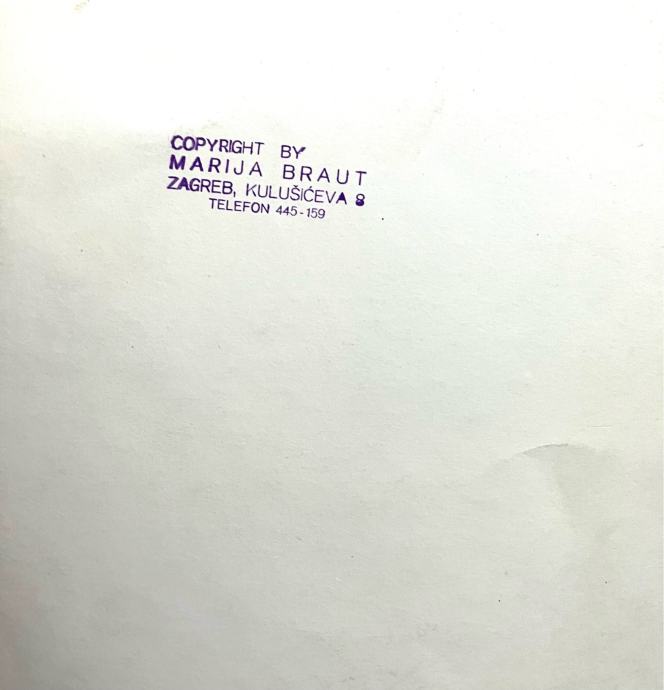 COPYRIGHT BY
MARIJA BRAUT
ZAGREB, KULUŠIĆEVA 8
TELEFON 445-159